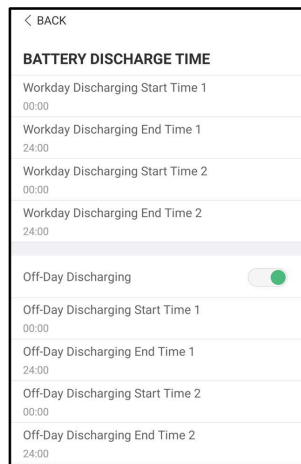 < BACK
BATTERY DISCHARGE TIME
Workday Discharging Start Time 1
00:00
Workday Discharging End Time 1
24:00
Workday Discharging Start Time 2
00:00
Workday Discharging End Time 2
24:00
Off-Day Discharging
Off-Day Discharging Start Time 1
00:00
Off-Day Discharging End Time 1
24:00
Off-Day Discharging Start Time 2
00:00
Off-Day Discharging End Time 2
24:00